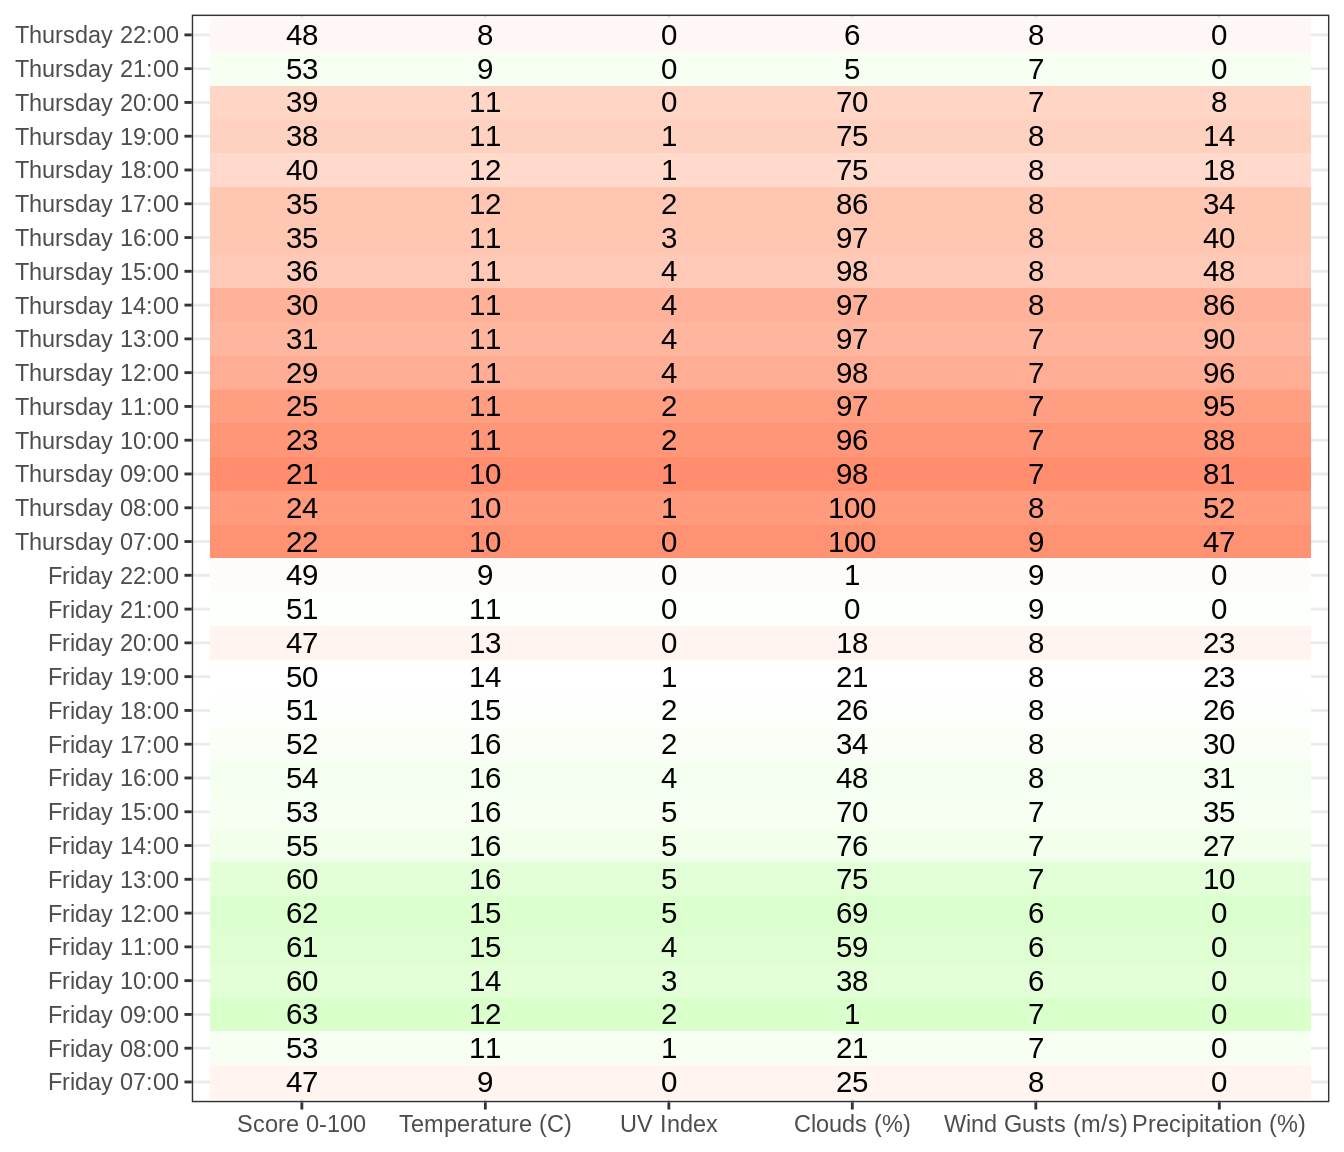 Thursday 22:00 48 8 0 6 8 0
Thursday 21:00 53 9 0 5 7 0
Thursday 20:00 39 11 0 70 7 8
Thursday 19:00 38 11 1 75 8 14
Thursday 18:00 40 12 1 75 8 18
Thursday 17:00 35 12 2 86 8 34
Thursday 16:00 35 11 3 97 8 40
Thursday 15:00 36 11 4 98 8 48
Thursday 14:00 30 11 4 97 8 86
Thursday 13:00 31 11 4 97 7 90
Thursday 12:00 29 11 4 98 7 96
Thursday 11:00 25 11 2 97 7 95
Thursday 10:00 23 11 2 96 7 88
Thursday 09:00 21 10 1 98 7 81
Thursday 08:00 24 10 1 100 8 52
Thursday 07:00 22 10 0 100 9 47
Friday 22:00 49 9 0 1 9 0
Friday 21:00 51 11 0 0 9 0
Friday 20:00 47 13 0 18 8 23
Friday 19:00 50 14 1 21 8 23
Friday 18:00 51 15 2 26 8 26
Friday 17:00 52 16 2 34 8 30
Friday 16:00 54 16 4 48 8 31
Friday 15:00 53 16 5 70 7 35
Friday 14:00 55 16 5 76 7 27
Friday 13:00 60 16 5 75 7 10
Friday 12:00 62 15 5 69 6 0
Friday 11:00 61 15 4 59 6 0
Friday 10:00 60 14 3 38 6 0
Friday 09:00 63 12 2 1 7 0
Friday 08:00 53 11 1 21 7 0
Friday 07:00 47 9 0 25 8 0
Score 0-100 Temperature (C) UV Index Clouds (%) Wind Gusts (m/s) Precipitation (%)